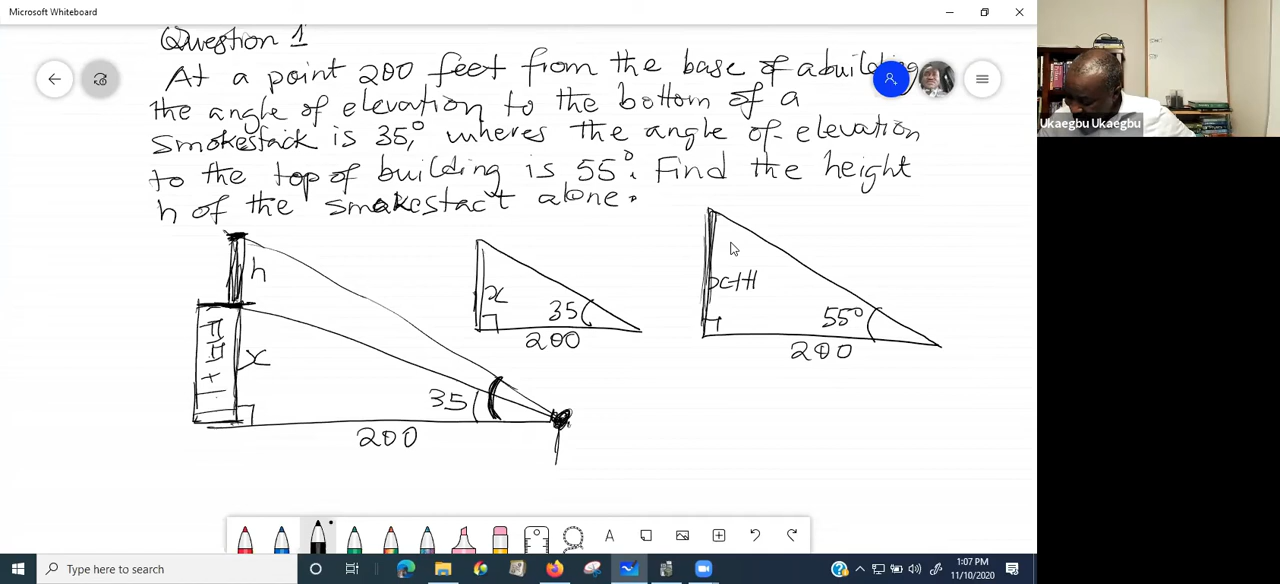 Microsoft Whiteboard
Question 1
At a point 200 feet from the base of a building
the angle of elevation to the bottom of a
Smokestack is 35°, wheres the angle of elevation
to the top of building is 55°. Find the height
h of the smokestact alone.
Ukaegbu Ukaegbu
h
x
35
200
x
35
200
x+H
55°
200
A
Type here to search
1:07 PM
11/10/2020